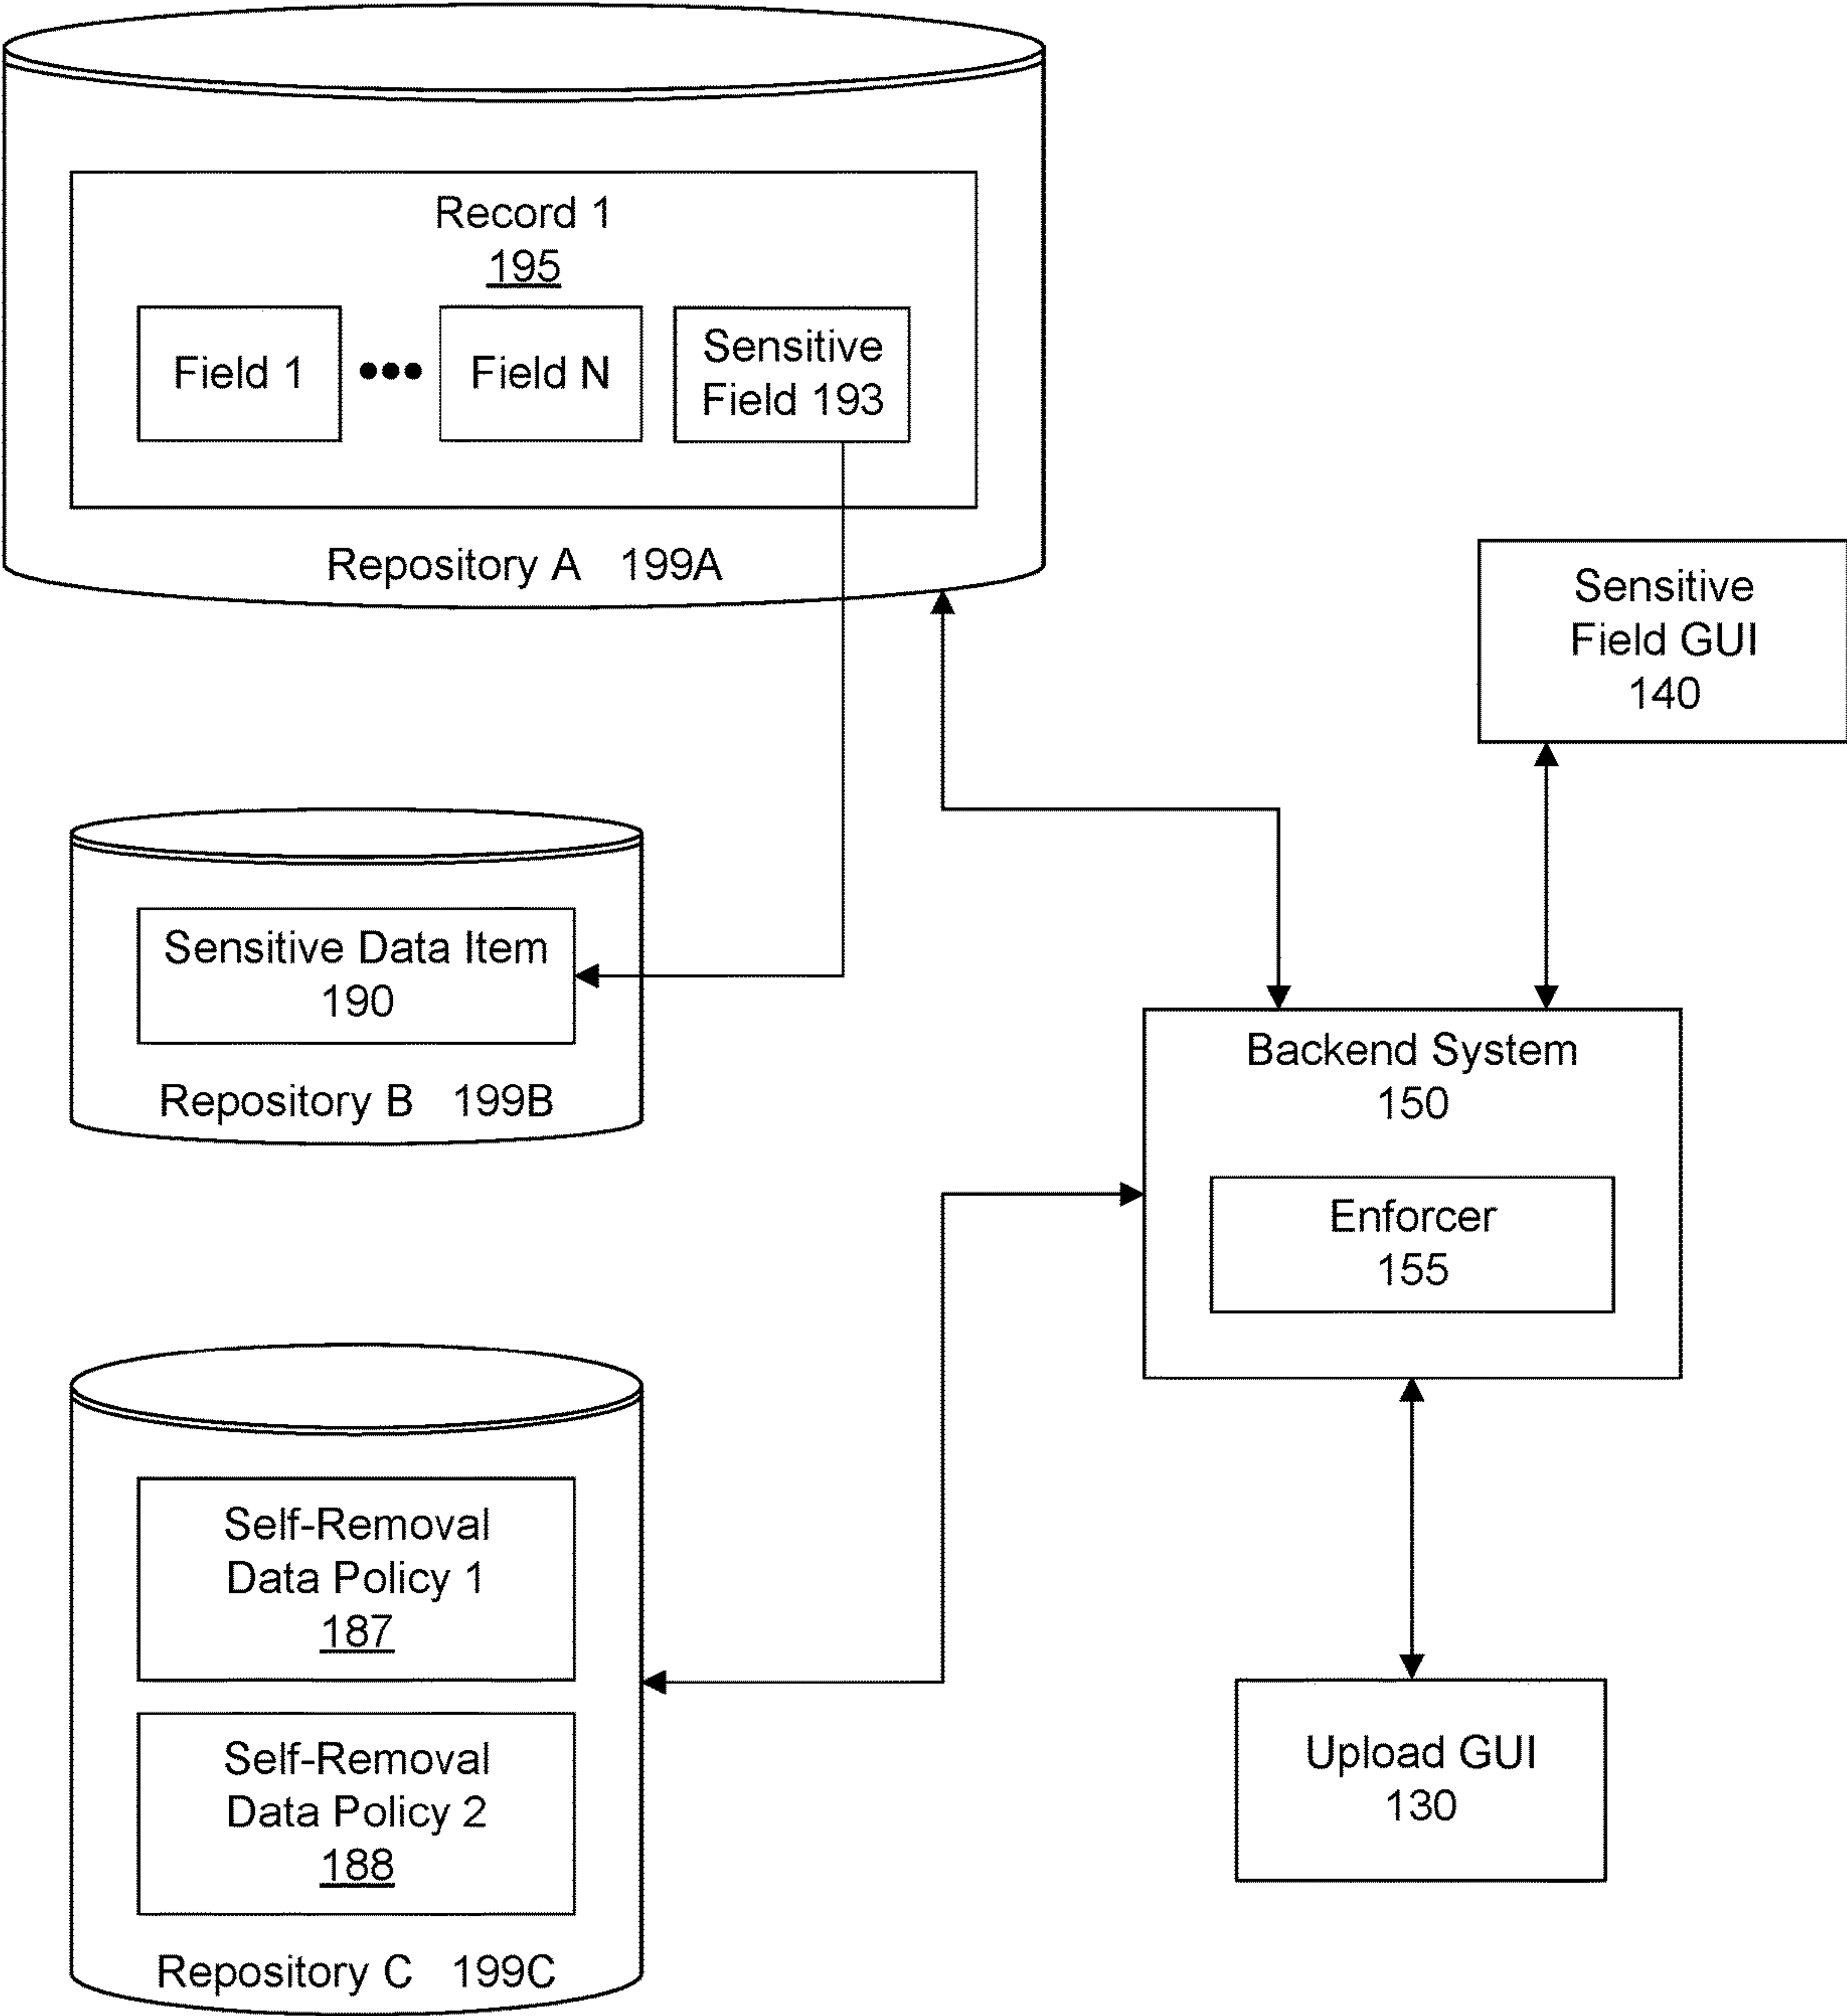 Record 1
195
Field 1
Field N
Sensitive
Field 193
Repository A 199A
Sensitive
Field GUI
140
Sensitive Data Item
190
Repository B 199B
Backend System
150
Enforcer
155
Self-Removal
Data Policy 1
187
Self-Removal
Data Policy 2
188
Repository C 199C
Upload GUI
130